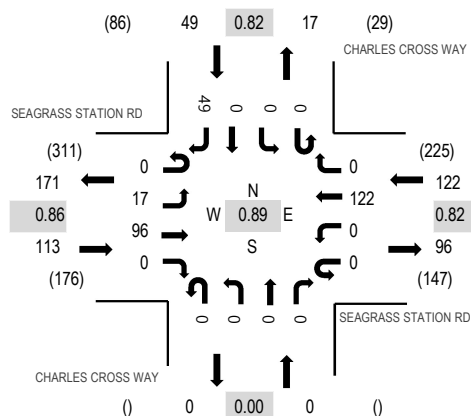 (86) 49 0.82 17 (29)
CHARLES CROSS WAY
49 0 0 0
SEAGRASS STATION RD
(311) 0 0 (225)
171 122
17 N 122
0.86 W 0.89 E 0.82
96 0
113 S 96
0 0
(176) (147)
0 0 0 0
SEAGRASS STATION RD
CHARLES CROSS WAY
() 0 0.00 0 ()